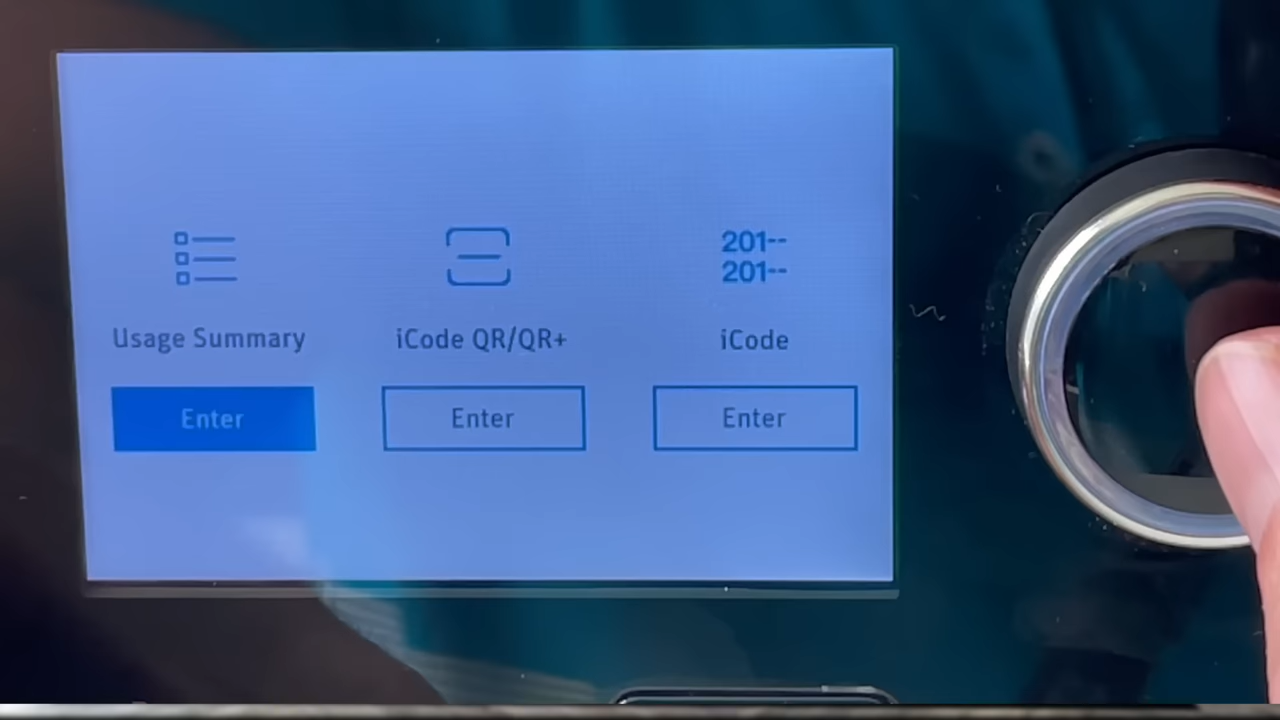 201--
201--
Usage Summary
iCode QR/QR+
iCode
Enter
Enter
Enter